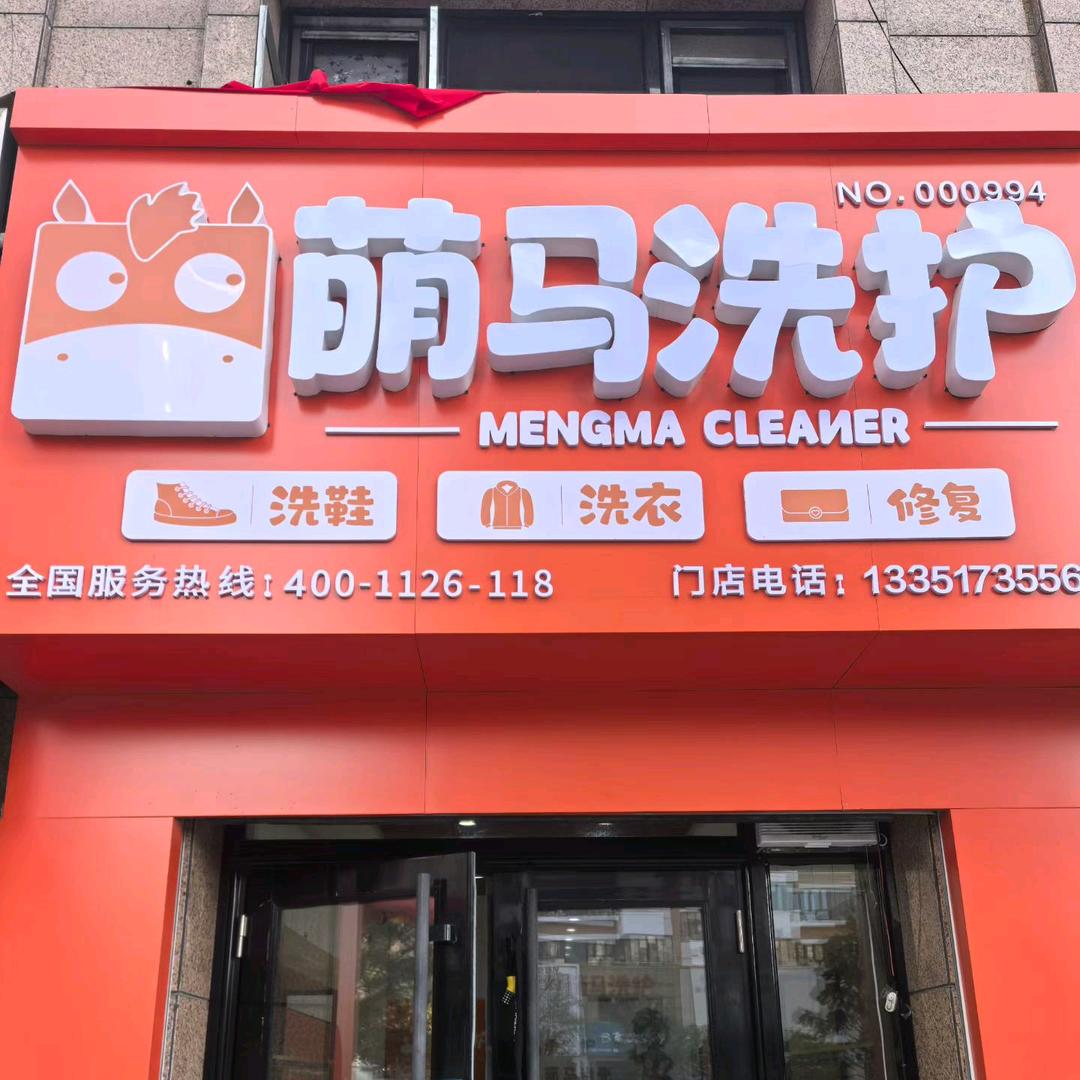 NO.000994
萌马洗护
MENGMA CLEANER
洗鞋 洗衣 修复
全国服务热线：400-1126-118 门店电话：1335173556